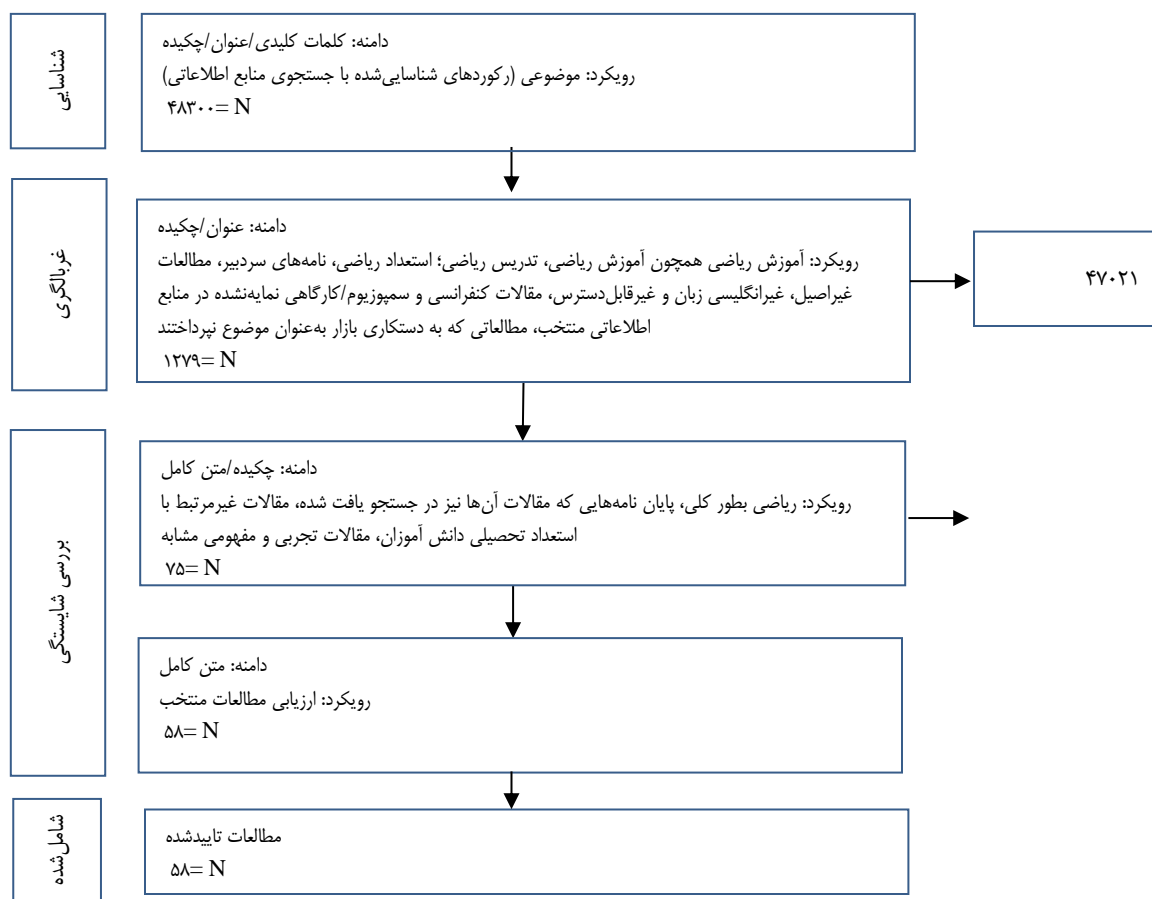 شناسایی
دامنه: کلمات کلیدی/عنوان/چکیده
رویکرد: موضوعی (رکوردهای شناسایی‌شده با جستجوی منابع اطلاعاتی)
۴۸۳۰۰= N
غربالگری
دامنه: عنوان/چکیده
رویکرد: آموزش ریاضی همچون آموزش ریاضی، تدریس ریاضی؛ استعداد ریاضی، نامه‌های سردبیر، مطالعات
غیراصیل، غیرانگلیسی زبان و غیرقابل‌دسترس، مقالات کنفرانسی و سمپوزیوم/کارگاهی نمایه‌نشده در منابع
اطلاعاتی منتخب، مطالعاتی که به دستکاری بازار به‌عنوان موضوع نپرداختند
۱۲۷۹= N
۴۷۰۲۱
بررسی شایستگی
دامنه: چکیده/متن کامل
رویکرد: ریاضی بطور کلی، پایان نامه‌هایی که مقالات آن‌ها نیز در جستجو یافت شده، مقالات غیرمرتبط با
استعداد تحصیلی دانش آموزان، مقالات تجربی و مفهومی مشابه
۷۵= N
دامنه: متن کامل
رویکرد: ارزیابی مطالعات منتخب
۵۸= N
شامل‌شده
مطالعات تاییدشده
۵۸= N